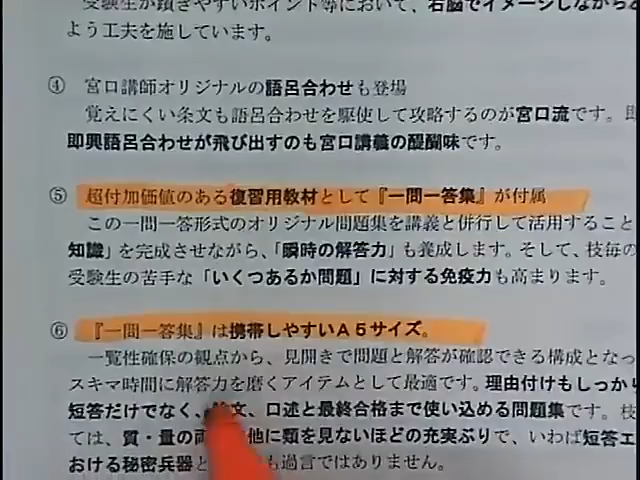 受験生が躓きやすいポイント等において、右脳でイメージしながら
よう工夫を施しています。
④ 宮口講師オリジナルの語呂合わせも登場
覚えにくい条文も語呂合わせを駆使して攻略するのが宮口流です。即
即興語呂合わせが飛び出すのも宮口講義の醍醐味です。
⑤ 超付加価値のある復習用教材として『一問一答集』が付属
この一問一答形式のオリジナル問題集を講義と併行して活用すること
知識」を完成させながら、「瞬時の解答力」も養成します。そして、枝毎の
受験生の苦手な「いくつあるか問題」に対する免疫力も高まります。
⑥ 『一問一答集』は携帯しやすいA5サイズ。
一覧性確保の観点から、見開きで問題と解答が確認できる構成となっ
スキマ時間に解答力を磨くアイテムとして最適です。理由付けもしっか
短答だけでなく、文、口述と最終合格まで使い込める問題集です。枝
ては、質・量の両 他に類を見ないほどの充実ぶりで、いわば短答エ
おける秘密兵器と も過言ではありません。